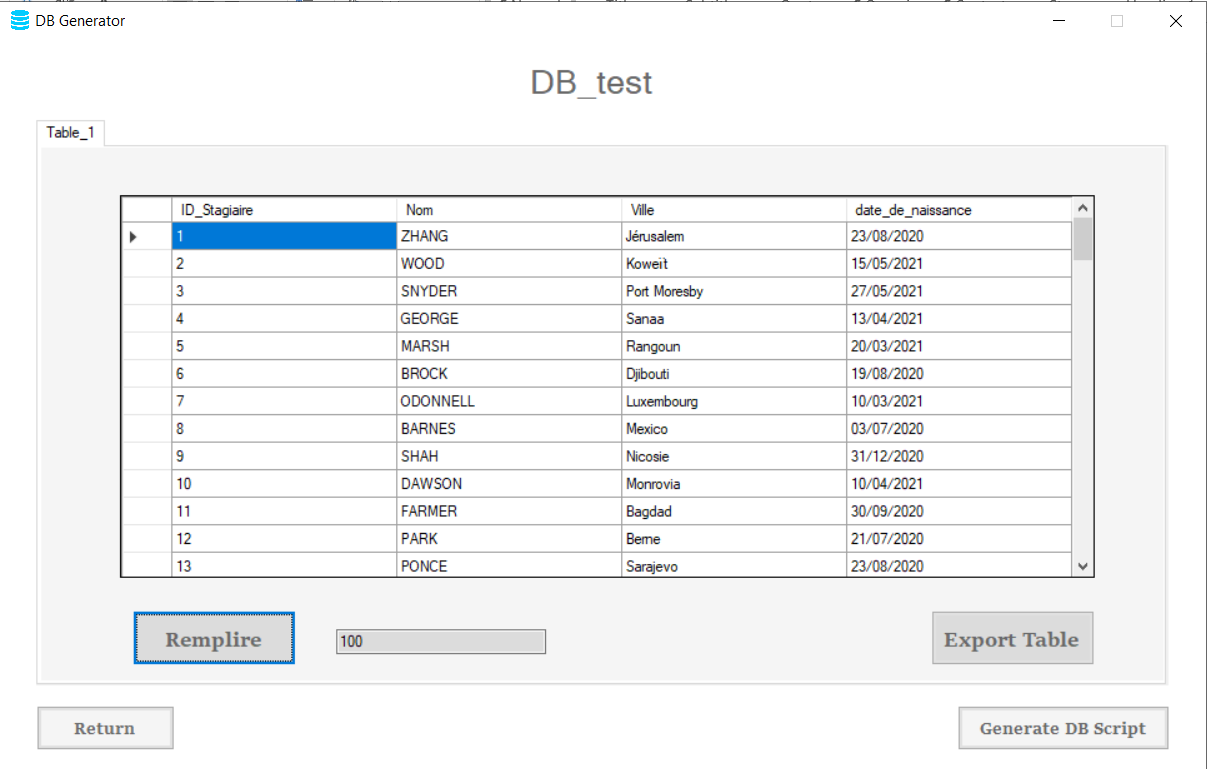 DB Generator
DB_test
Table_1
ID_Stagiaire Nom Ville date_de_naissance
1 ZHANG Jérusalem 23/08/2020
2 WOOD Koweït 15/05/2021
3 SNYDER Port Moresby 27/05/2021
4 GEORGE Sanaa 13/04/2021
5 MARSH Rangoun 20/03/2021
6 BROCK Djibouti 19/08/2020
7 ODONNELL Luxembourg 10/03/2021
8 BARNES Mexico 03/07/2020
9 SHAH Nicosie 31/12/2020
10 DAWSON Monrovia 10/04/2021
11 FARMER Bagdad 30/09/2020
12 PARK Berne 21/07/2020
13 PONCE Sarajevo 23/08/2020
Remplire 100 Export Table
Return Generate DB Script